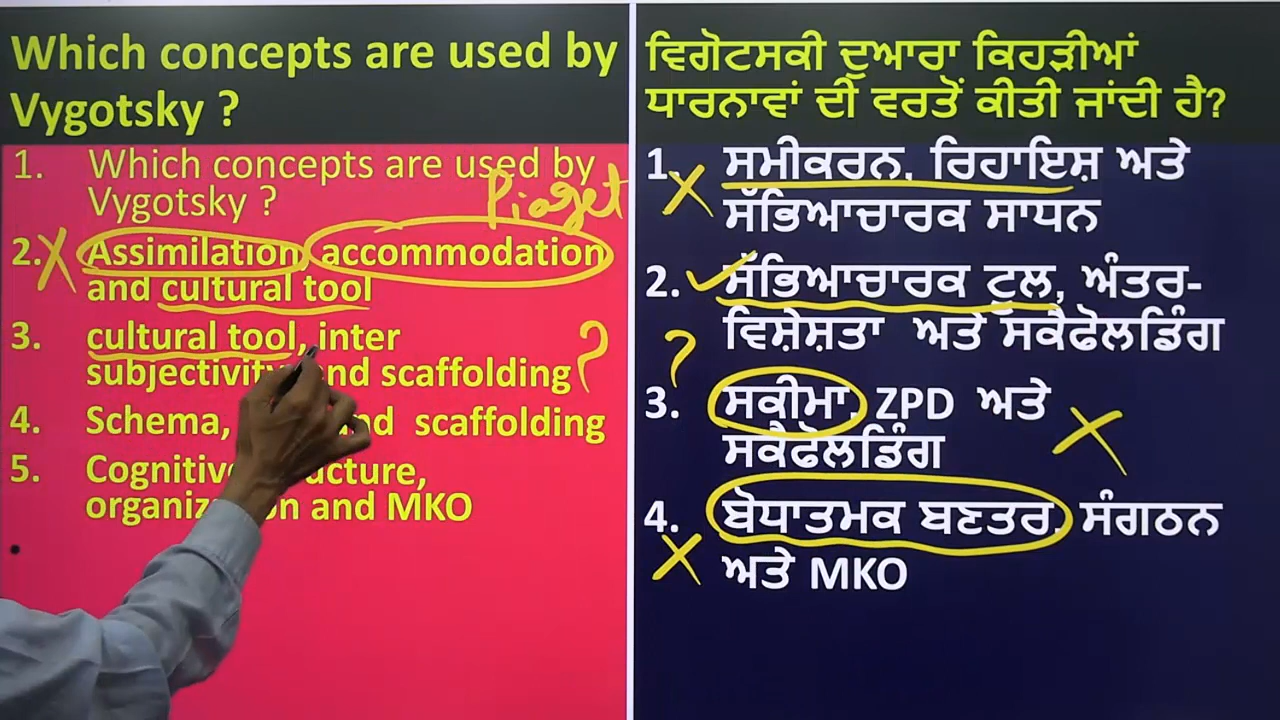 Which concepts are used by
Vygotsky ?
1. Which concepts are used by
Vygotsky ?
Piaget
2. Assimilation, accommodation
and cultural tool
3. cultural tool, inter
subjectivity and scaffolding
?
4. Schema, and scaffolding
5. Cognitive structure,
organization and MKO
ਵਿਗੋਟਸਕੀ ਦੁਆਰਾ ਕਿਹੜੀਆਂ
ਧਾਰਨਾਵਾਂ ਦੀ ਵਰਤੋਂ ਕੀਤੀ ਜਾਂਦੀ ਹੈ?
1. ਸਮੀਕਰਨ, ਰਿਹਾਇਸ਼ ਅਤੇ
ਸੱਭਿਆਚਾਰਕ ਸਾਧਨ
2. ਸੱਭਿਆਚਾਰਕ ਟੂਲ, ਅੰਤਰ-
ਵਿਸ਼ੇਸ਼ਤਾ ਅਤੇ ਸਕੈਫੋਲਡਿੰਗ
?
3. ਸਕੀਮਾ, ZPD ਅਤੇ
ਸਕੈਫੋਲਡਿੰਗ
4. ਬੋਧਾਤਮਕ ਬਣਤਰ, ਸੰਗਠਨ
ਅਤੇ MKO